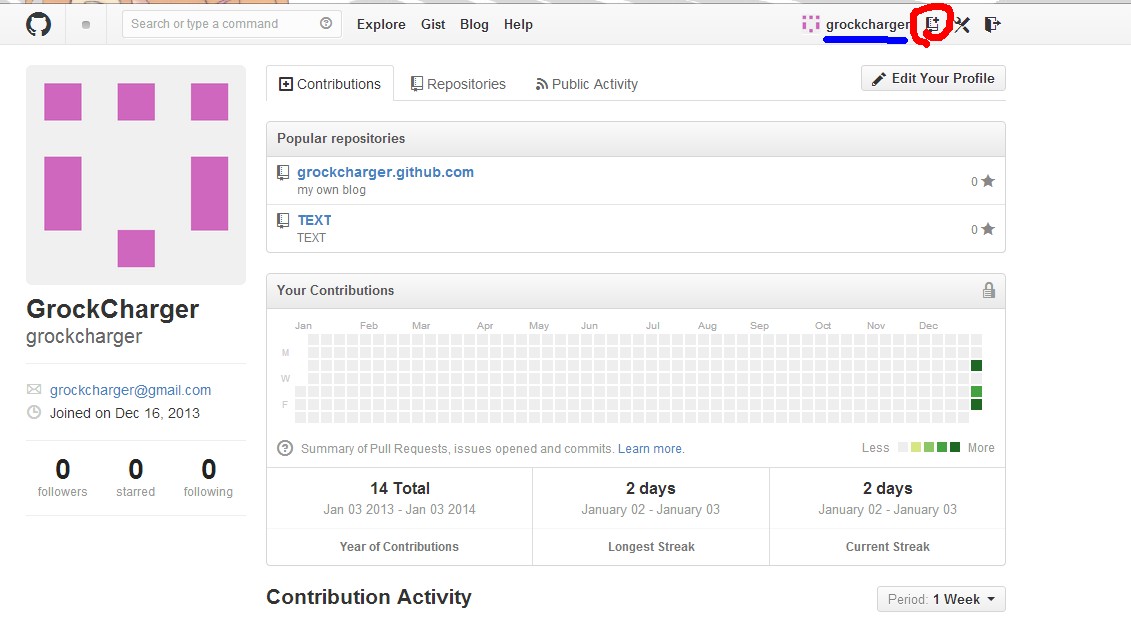 Search or type a command
Explore Gist Blog Help
grockcharger
Contributions Repositories Public Activity
Edit Your Profile
GrockCharger
grockcharger
grockcharger@gmail.com
Joined on Dec 16, 2013
0 0 0
followers starred following
Popular repositories
grockcharger.github.com
my own blog
0
TEXT
TEXT
0
Your Contributions
Jan Feb Mar Apr May Jun Jul Aug Sep Oct Nov Dec
M
W
F
Summary of Pull Requests, issues opened and commits. Learn more.
Less More
14 Total
Jan 03 2013 - Jan 03 2014
Year of Contributions
2 days
January 02 - January 03
Longest Streak
2 days
January 02 - January 03
Current Streak
Contribution Activity
Period: 1 Week